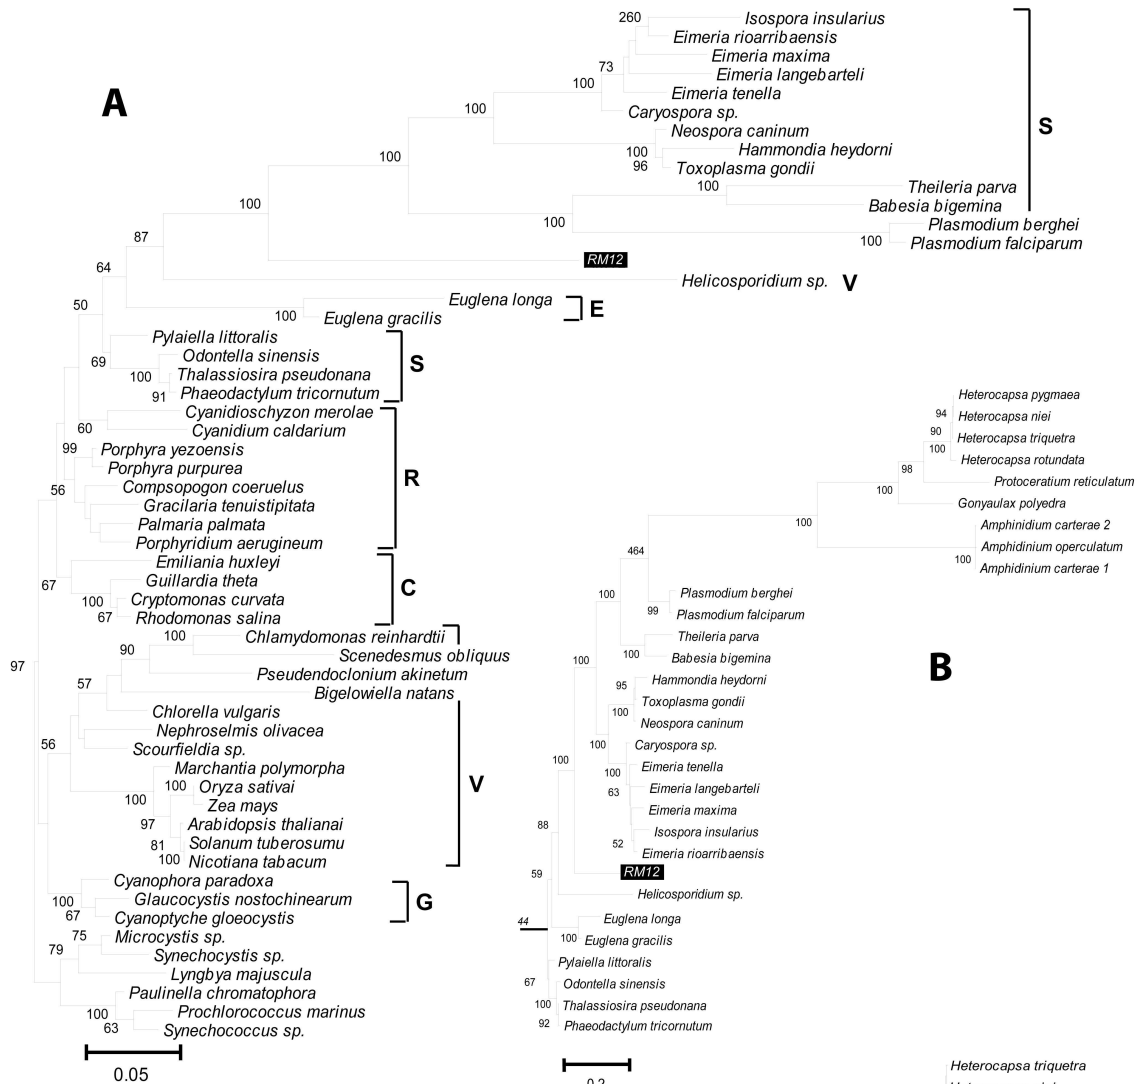 260
Isospora insularius
Eimeria rioarribaensis
Eimeria maxima
73
Eimeria langebarteli
100
Eimeria tenella
A
100
Caryospora sp.
Neospora caninum
S
100
100
Hammondia heydorni
96
Toxoplasma gondii
100
Theileria parva
100
Babesia bigemina
100
Plasmodium berghei
87
100
Plasmodium falciparum
RM12
64
Helicosporidium sp.
V
50
Euglena longa
E
100
Euglena gracilis
Pylaiella littoralis
69
Odontella sinensis
S
100
Thalassiosira pseudonana
91
Phaeodactylum tricornutum
Cyanidioschyzon merolae
60
Cyanidium caldarium
99
Porphyra yezoensis
Porphyra purpurea
R
56
Compsopogon coeruelus
Gracilaria tenuistipitata
Palmaria palmata
Porphyridium aerugineum
Emiliania huxleyi
67
Guillardia theta
C
100
Cryptomonas curvata
67
Rhodomonas salina
100
Chlamydomonas reinhardtii
97
90
Scenedesmus obliquus
Pseudendoclonium akinetum
57
Bigelowiella natans
Chlorella vulgaris
Nephroselmis olivacea
56
Scourfieldia sp.
Marchantia polymorpha
100
100
Oryza sativai
V
Zea mays
97
Arabidopsis thalianai
81
Solanum tuberosumu
100
Nicotiana tabacum
Cyanophora paradoxa
100
Glaucocystis nostochinearum
G
67
Cyanoptyche gloeocystis
75
Microcystis sp.
79
Synechocystis sp.
Lyngbya majuscula
Paulinella chromatophora
100
Prochlorococcus marinus
63
Synechococcus sp.
0.05
Heterocapsa pygmaea
94
Heterocapsa niei
90
Heterocapsa triquetra
100
Heterocapsa rotundata
98
Protoceratium reticulatum
100
Gonyaulax polyedra
100
Amphinidium carterae 2
Amphidinium operculatum
100
Amphidinium carterae 1
464
100
Plasmodium berghei
99
Plasmodium falciparum
Theileria parva
100
100
Babesia bigemina
B
95
Hammondia heydorni
Toxoplasma gondii
100
Neospora caninum
100
Caryospora sp.
100
100
Eimeria tenella
63
Eimeria langebarteli
Eimeria maxima
88
Isospora insularius
52
Eimeria rioarribaensis
59
RM12
Helicosporidium sp.
44
Euglena longa
100
Euglena gracilis
Pylaiella littoralis
67
Odontella sinensis
100
Thalassiosira pseudonana
92
Phaeodactylum tricornutum
0.2
Heterocapsa triquetra